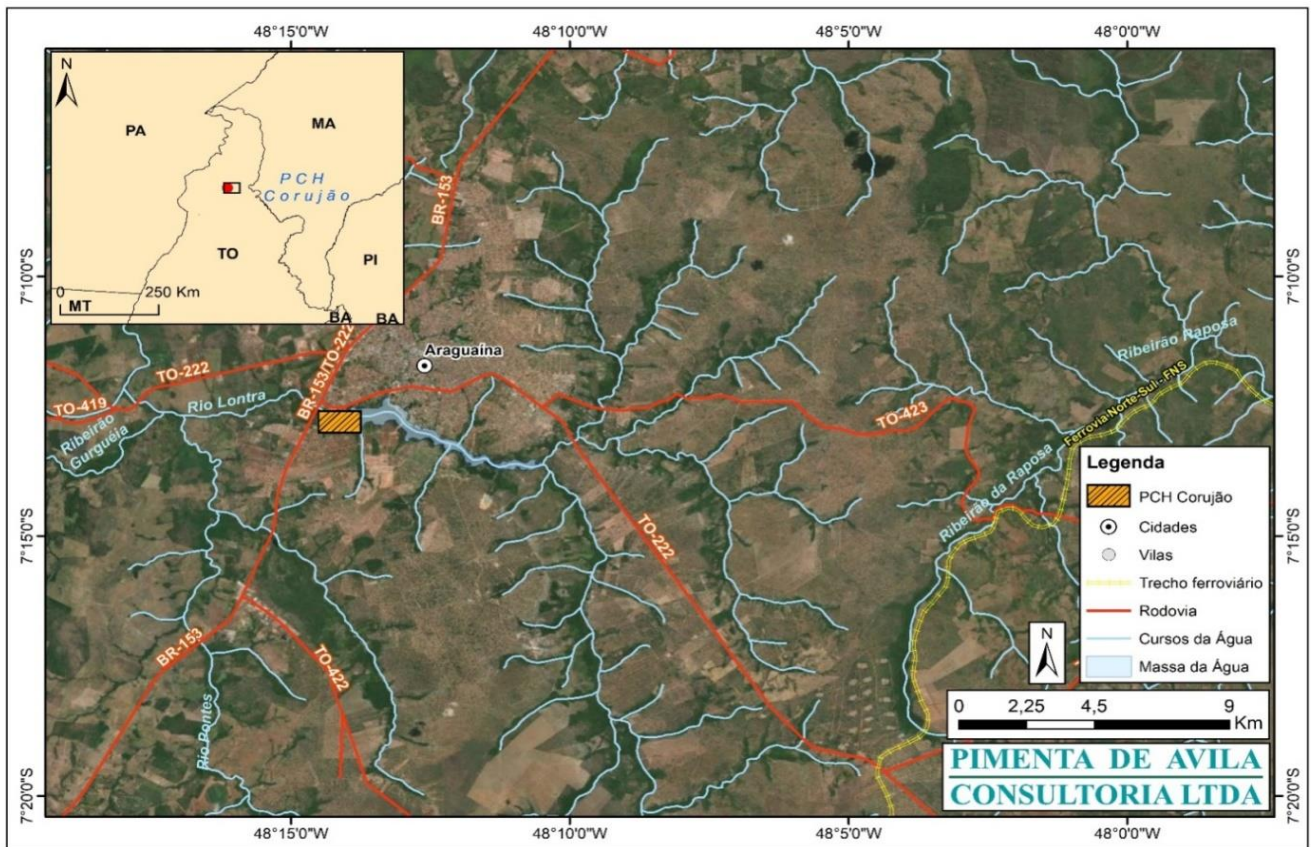 48°15'0"W
48°10'0"W
48°5'0"W
48°0'0"W
N
PA
MA
PCH
Corujão
TO
PI
0
250 Km
MT
BA
BA
BR-153
7°10'0"S
7°10'0"S
BR-153/TO-222
Araguaína
TO-222
TO-419
Rio Lontra
Ribeirão
Gurguéia
TO-423
Ribeirão Raposa
Ferrovia Norte-Sul - FNS
Ribeirão da Raposa
Legenda
PCH Corujão
Cidades
Vilas
Trecho ferroviário
Rodovia
Cursos da Água
Massa da Água
7°15'0"S
7°15'0"S
TO-222
BR-153
TO-422
Rio Pontes
N
0
2,25
4,5
9
Km
PIMENTA DE AVILA
CONSULTORIA LTDA
7°20'0"S
7°20'0"S
48°15'0"W
48°10'0"W
48°5'0"W
48°0'0"W